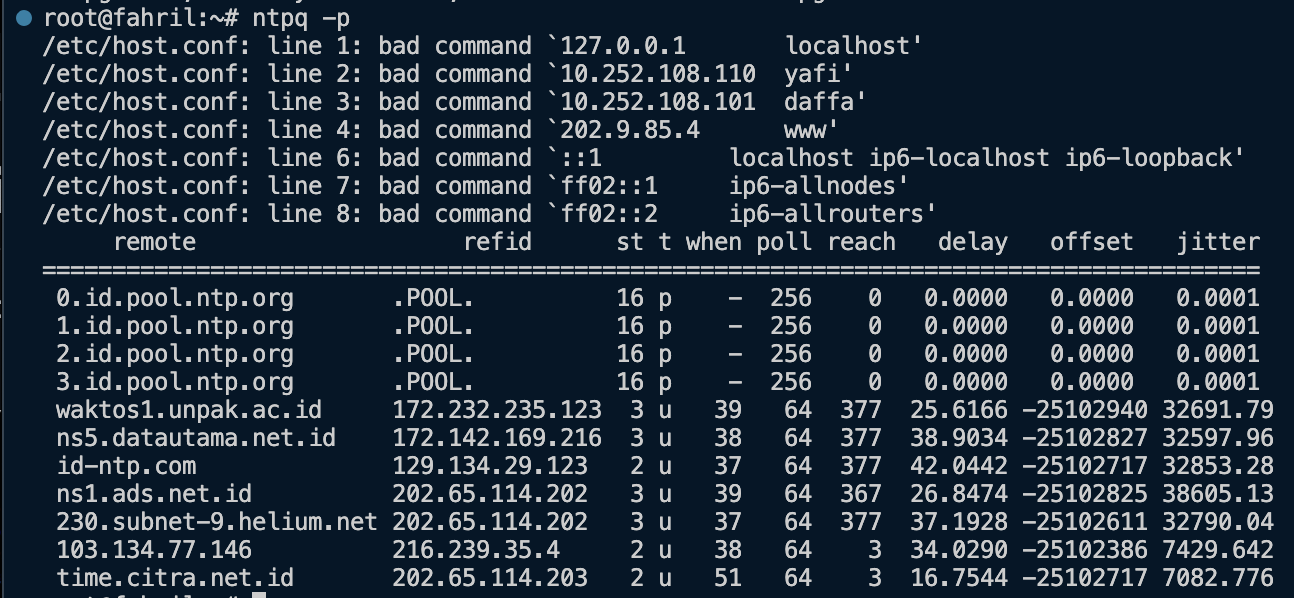 root@fahril:~# ntpq -p
/etc/host.conf: line 1: bad command `127.0.0.1       localhost'
/etc/host.conf: line 2: bad command `10.252.108.110  yafi'
/etc/host.conf: line 3: bad command `10.252.108.101  daffa'
/etc/host.conf: line 4: bad command `202.9.85.4      www'
/etc/host.conf: line 6: bad command `::1         localhost ip6-localhost ip6-loopback'
/etc/host.conf: line 7: bad command `ff02::1     ip6-allnodes'
/etc/host.conf: line 8: bad command `ff02::2     ip6-allrouters'
     remote                   refid      st t when poll reach   delay   offset   jitter
=======================================================================================
 0.id.pool.ntp.org       .POOL.          16 p    -  256    0   0.0000   0.0000   0.0001
 1.id.pool.ntp.org       .POOL.          16 p    -  256    0   0.0000   0.0000   0.0001
 2.id.pool.ntp.org       .POOL.          16 p    -  256    0   0.0000   0.0000   0.0001
 3.id.pool.ntp.org       .POOL.          16 p    -  256    0   0.0000   0.0000   0.0001
 waktos1.unpak.ac.id     172.232.235.123  3 u   39   64  377  25.6166 -25102940 32691.79
 ns5.datautama.net.id    172.142.169.216  3 u   38   64  377  38.9034 -25102827 32597.96
 id-ntp.com              129.134.29.123   2 u   37   64  377  42.0442 -25102717 32853.28
 ns1.ads.net.id          202.65.114.202   3 u   39   64  367  26.8474 -25102825 38605.13
 230.subnet-9.helium.net 202.65.114.202   3 u   37   64  377  37.1928 -25102611 32790.04
 103.134.77.146          216.239.35.4     2 u   38   64    3  34.0290 -25102386 7429.642
 time.citra.net.id       202.65.114.203   2 u   51   64    3  16.7544 -25102717 7082.776